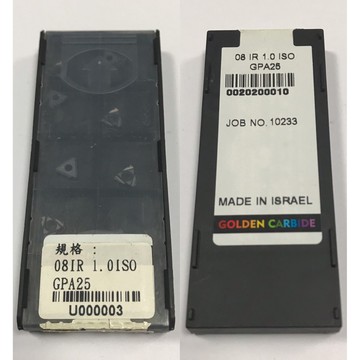 規格：
08IR 1.0ISO
GPA25
U000003
08 IR 1.0 ISO
GPA25
0020200010
JOB NO. 10233
MADE IN ISRAEL
GOLDEN CARBIDE